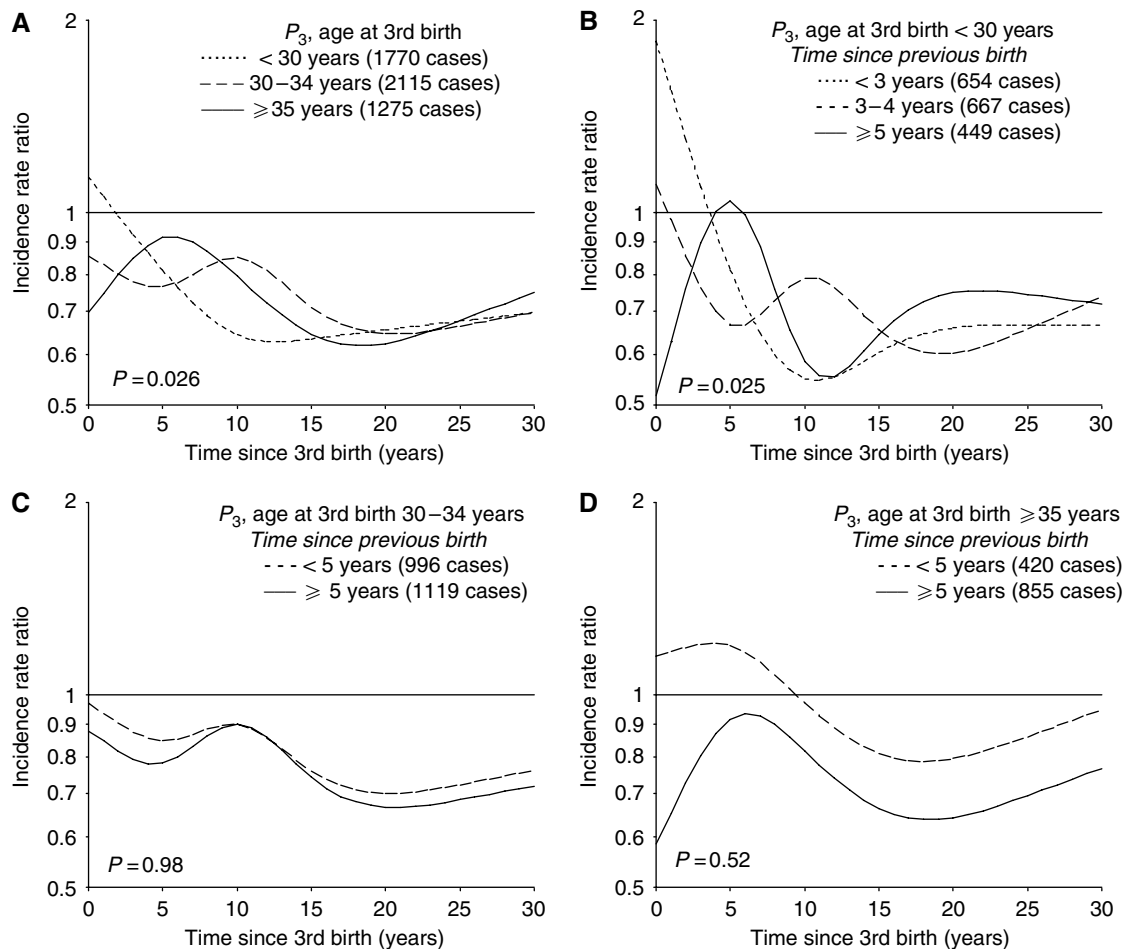 A
P3, age at 3rd birth
< 30 years (1770 cases)
30–34 years (2115 cases)
⩾35 years (1275 cases)
Incidence rate ratio
2
1
0.9
0.8
0.7
0.6
0.5
P = 0.026
0 5 10 15 20 25 30
Time since 3rd birth (years)
B
P3, age at 3rd birth < 30 years
Time since previous birth
< 3 years (654 cases)
3–4 years (667 cases)
⩾5 years (449 cases)
Incidence rate ratio
2
1
0.9
0.8
0.7
0.6
0.5
P = 0.025
0 5 10 15 20 25 30
Time since 3rd birth (years)
C
P3, age at 3rd birth 30–34 years
Time since previous birth
< 5 years (996 cases)
⩾ 5 years (1119 cases)
Incidence rate ratio
2
1
0.9
0.8
0.7
0.6
0.5
P = 0.98
0 5 10 15 20 25 30
Time since 3rd birth (years)
D
P3, age at 3rd birth ⩾35 years
Time since previous birth
< 5 years (420 cases)
⩾5 years (855 cases)
Incidence rate ratio
2
1
0.9
0.8
0.7
0.6
0.5
P = 0.52
0 5 10 15 20 25 30
Time since 3rd birth (years)